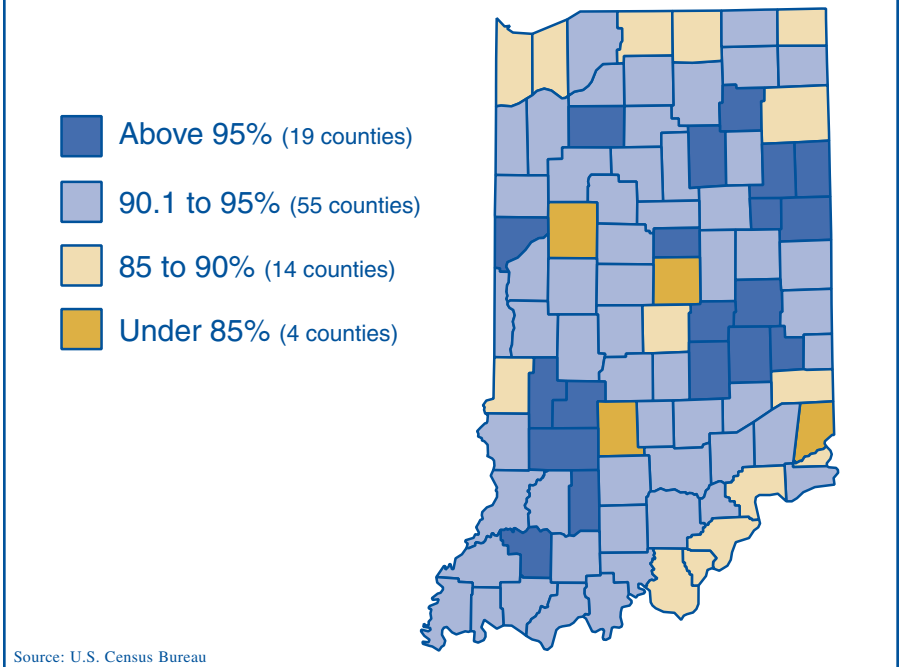 Above 95% (19 counties)
90.1 to 95% (55 counties)
85 to 90% (14 counties)
Under 85% (4 counties)
Source: U.S. Census Bureau